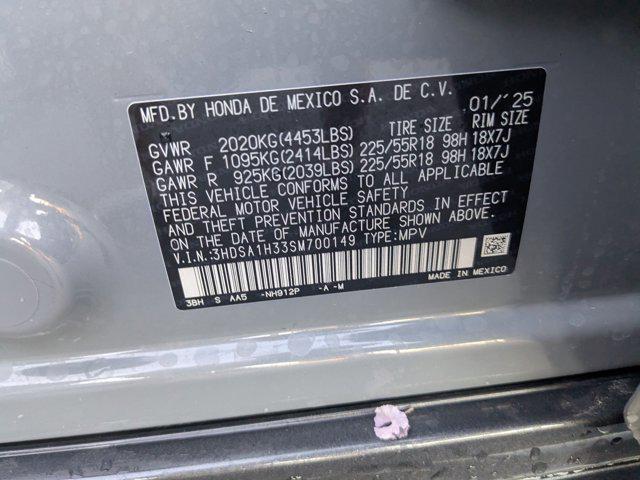 MFD.BY HONDA DE MEXICO S.A. DE C.V. 01/'25
TIRE SIZE RIM SIZE
GVWR 2020KG(4453LBS)
GAWR F 1095KG(2414LBS) 225/55R18 98H 18X7J
GAWR R 925KG(2039LBS) 225/55R18 98H 18X7J
THIS VEHICLE CONFORMS TO ALL APPLICABLE
FEDERAL MOTOR VEHICLE SAFETY
AND THEFT PREVENTION STANDARDS IN EFFECT
ON THE DATE OF MANUFACTURE SHOWN ABOVE.
V.I.N.:3HDSA1H33SM700149 TYPE:MPV
MADE IN MEXICO
3BH S AA5 -NH912P -A -M